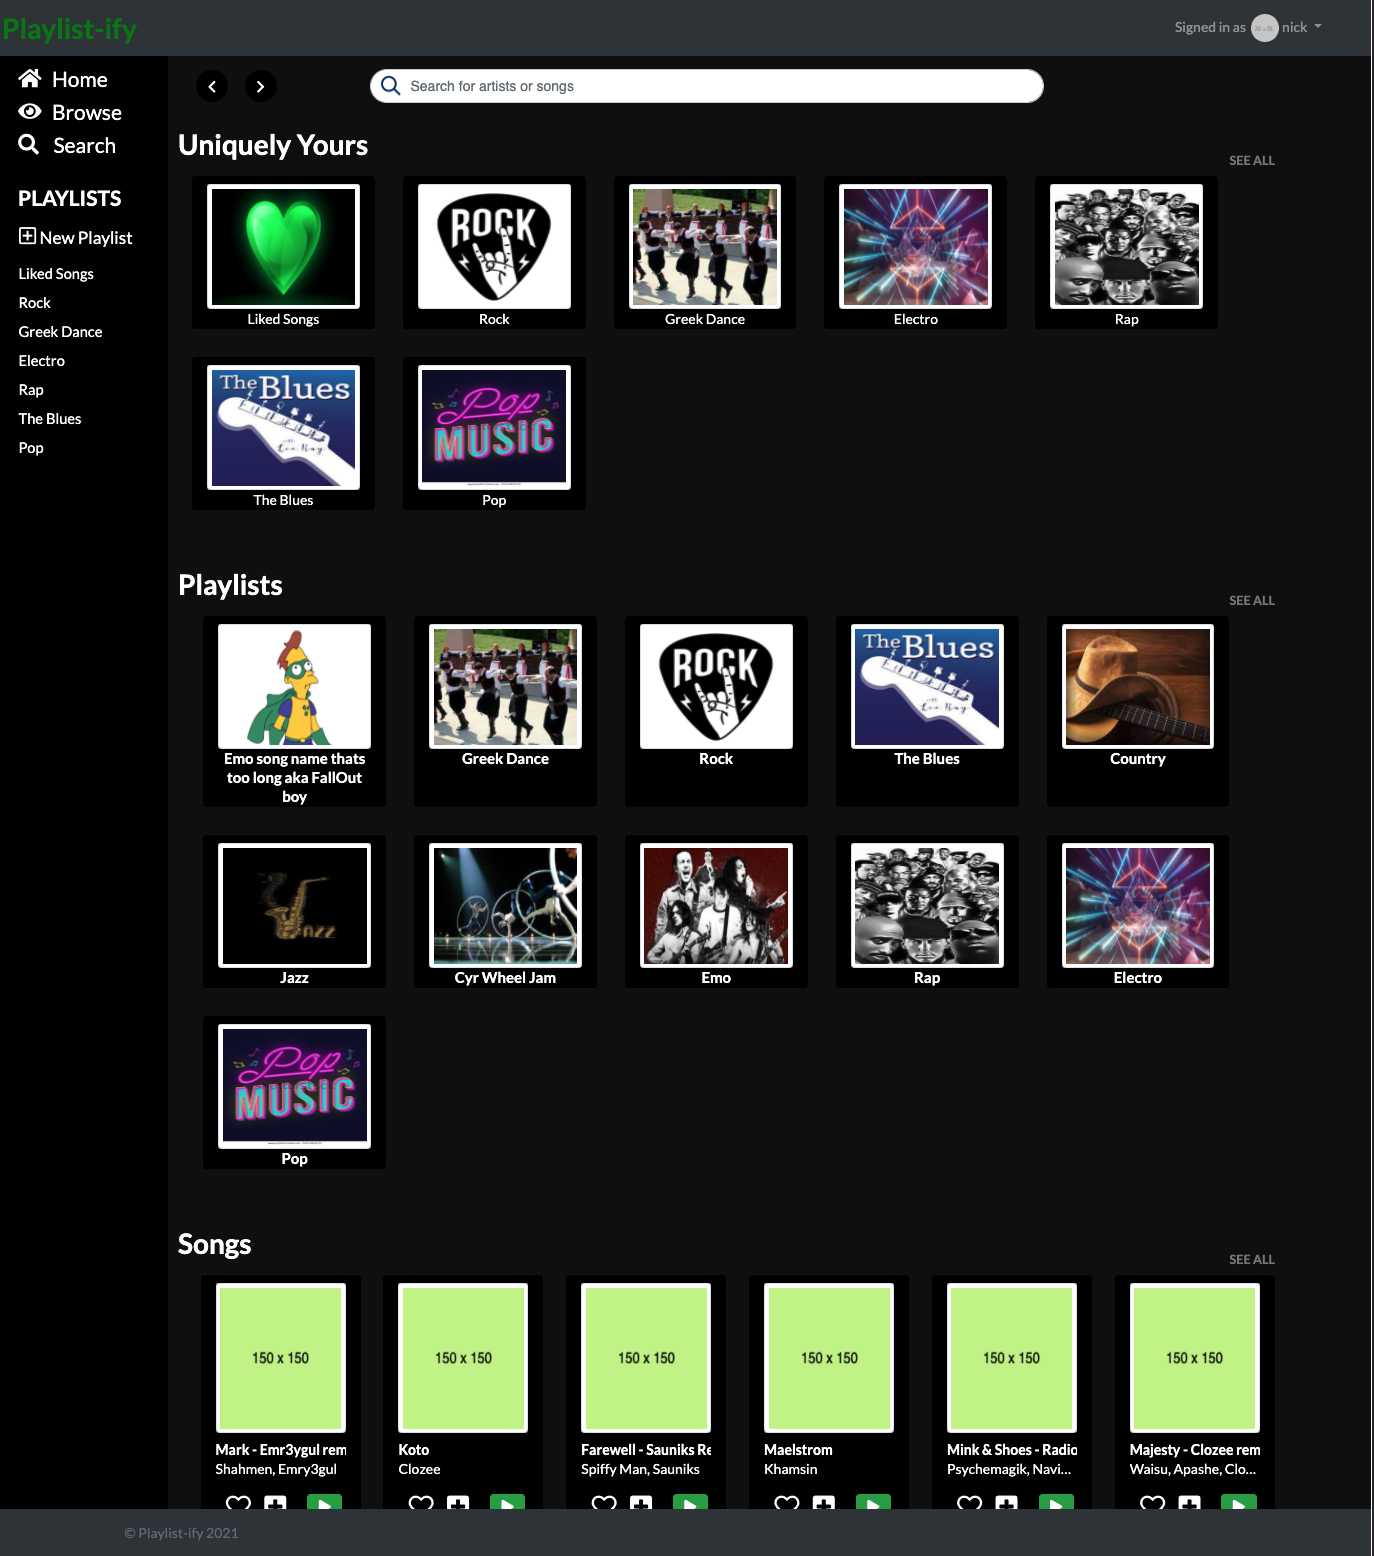 Playlist-ify
Signed in as nick
Home
Browse
Search
PLAYLISTS
New Playlist
Liked Songs
Rock
Greek Dance
Electro
Rap
The Blues
Pop
Search for artists or songs
Uniquely Yours
SEE ALL
ROCK
Liked Songs
Rock
Greek Dance
Electro
Rap
The Blues
Pop
MUSIC
The Blues
Pop
Playlists
SEE ALL
ROCK
The Blues
Emo song name thats
too long aka FallOut
boy
Greek Dance
Rock
The Blues
Country
Jazz
Jazz
Cyr Wheel Jam
Emo
Rap
Electro
Pop
MUSIC
Pop
Songs
SEE ALL
150 x 150
150 x 150
150 x 150
150 x 150
150 x 150
150 x 150
Mark - Emr3ygul rem
Shahmen, Emry3gul
Koto
Clozee
Farewell - Sauniks Re
Spiffy Man, Sauniks
Maelstrom
Khamsin
Mink & Shoes - Radio
Psychemagik, Navi...
Majesty - Clozee rem
Waisu, Apashe, Clo...
© Playlist-ify 2021